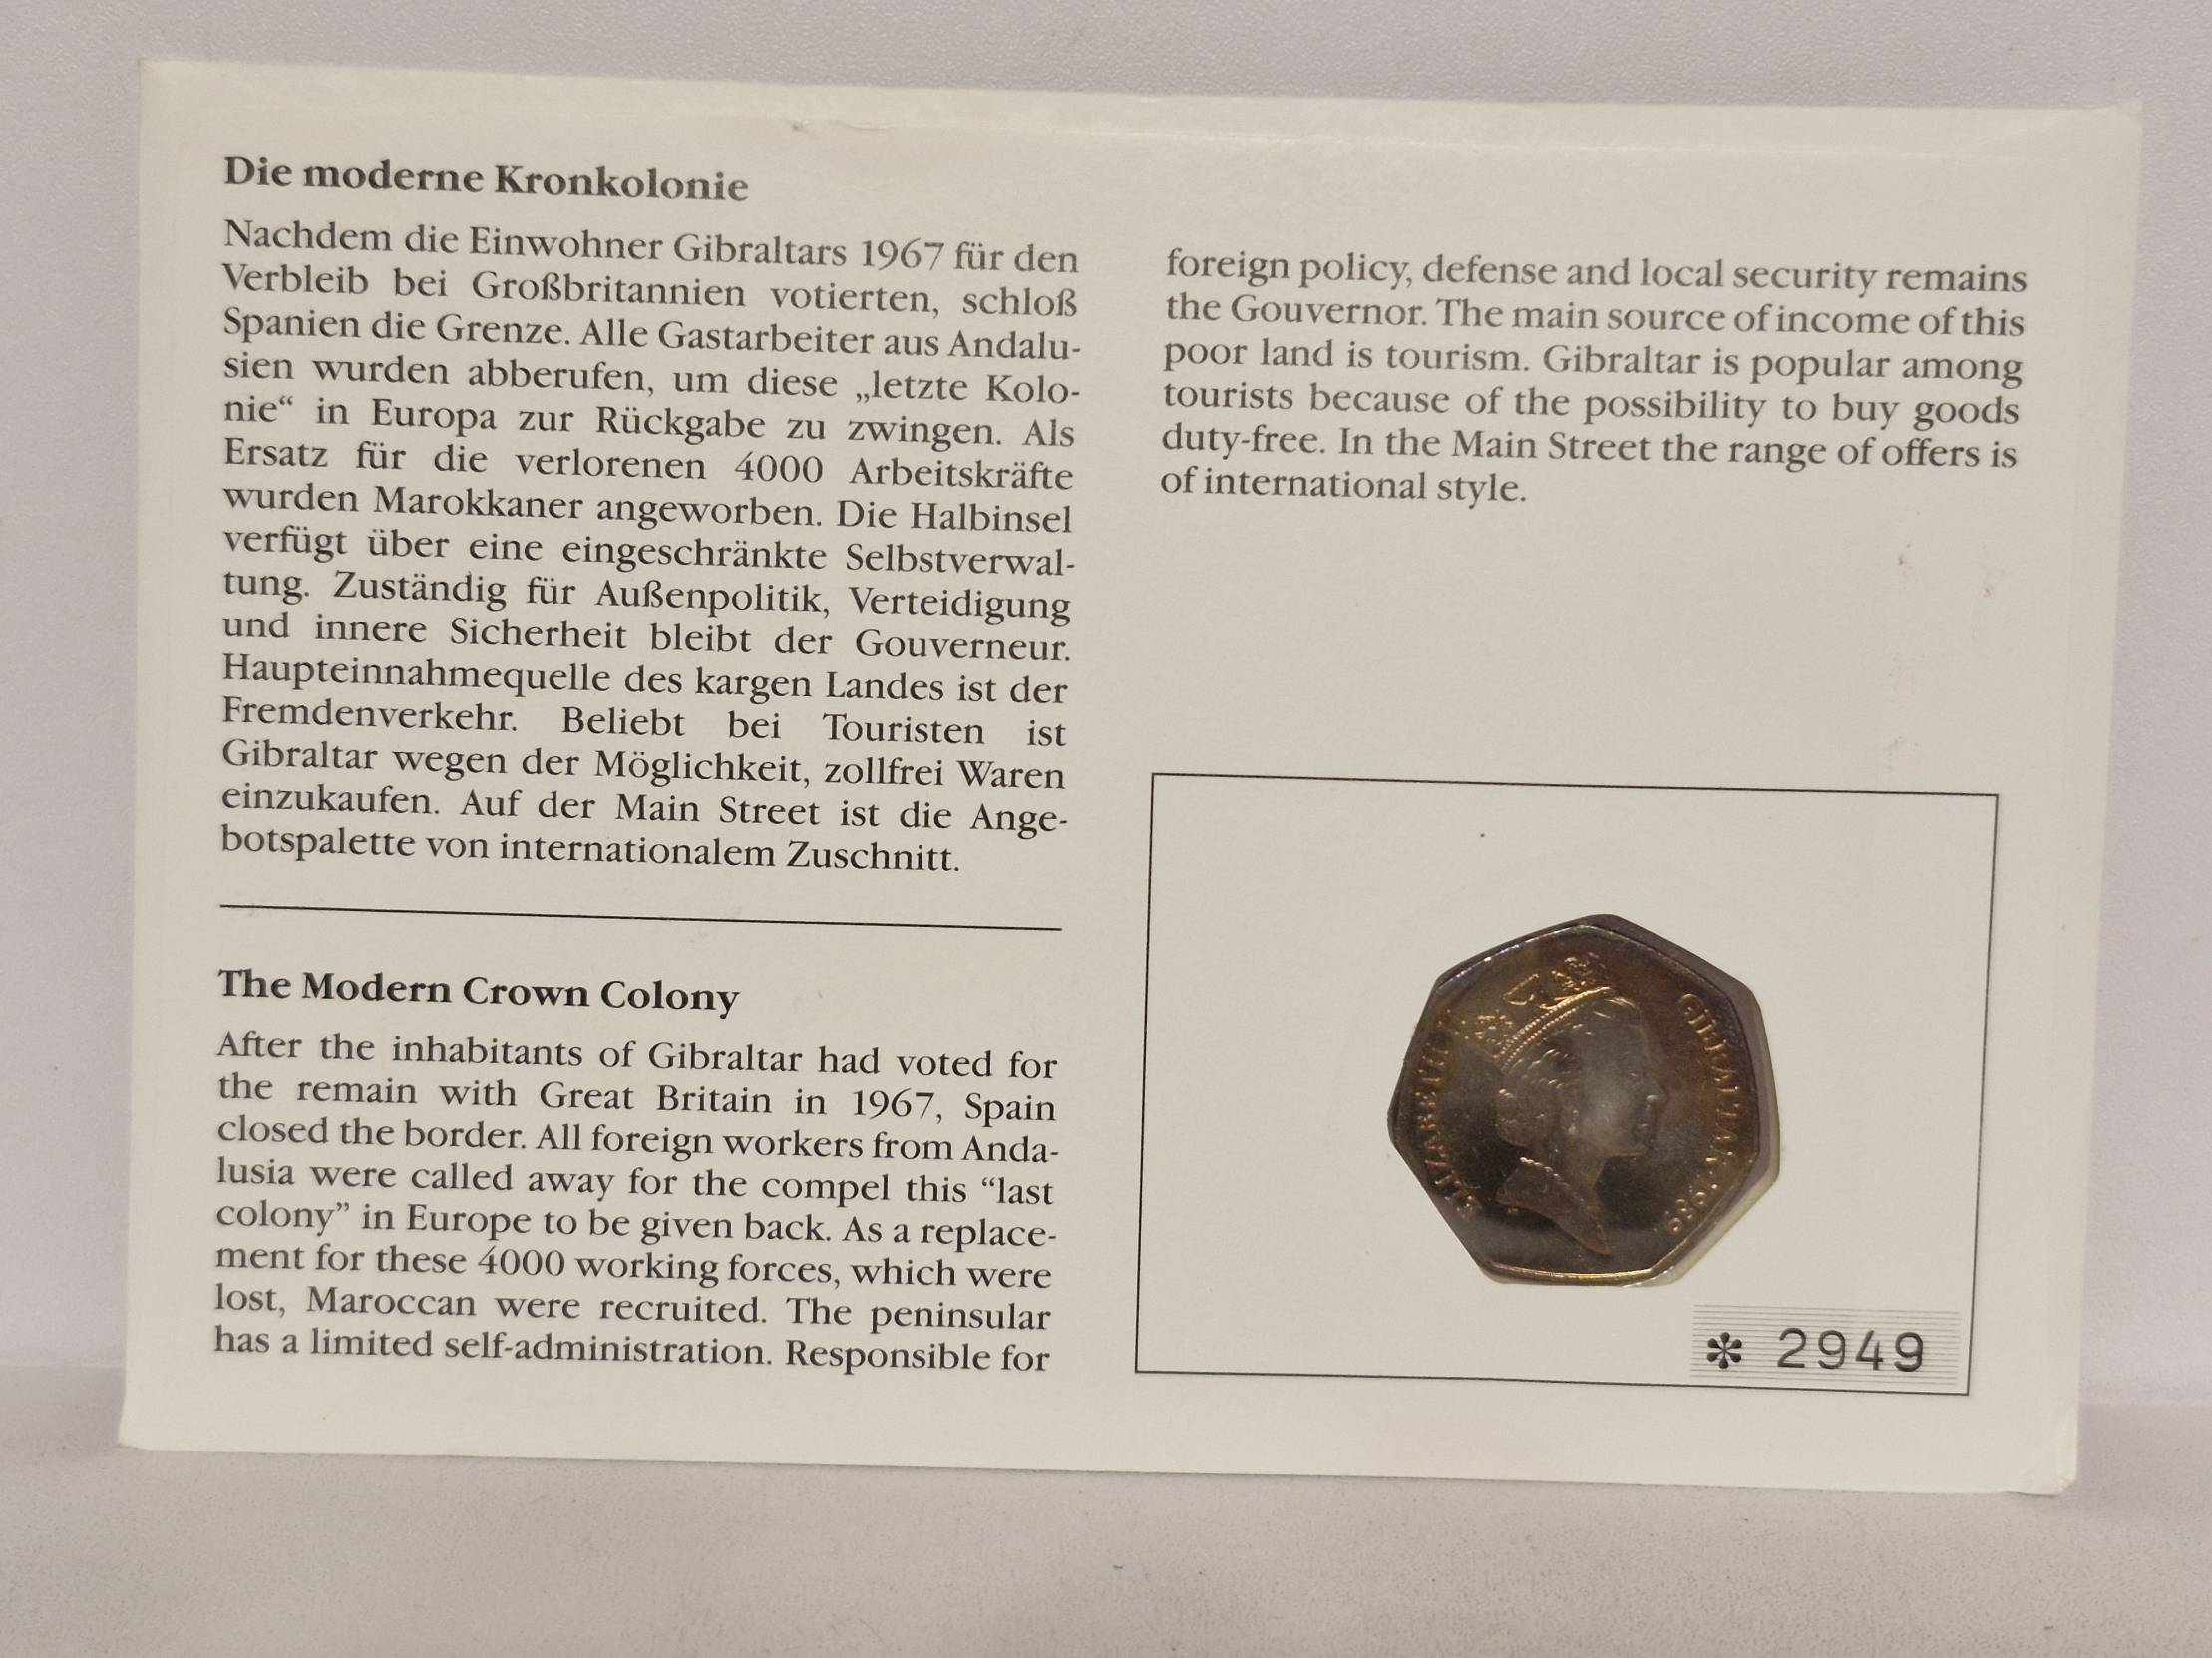 Die moderne Kronkolonie
Nachdem die Einwohner Gibraltars 1967 für den
Verbleib bei Großbritannien votierten, schloß
Spanien die Grenze. Alle Gastarbeiter aus Andalu-
sien wurden abberufen, um diese „letzte Kolo-
nie“ in Europa zur Rückgabe zu zwingen. Als
Ersatz für die verlorenen 4000 Arbeitskräfte
wurden Marokkaner angeworben. Die Halbinsel
verfügt über eine eingeschränkte Selbstverwal-
tung. Zuständig für Außenpolitik, Verteidigung
und innere Sicherheit bleibt der Gouverneur.
Haupteinnahmequelle des kargen Landes ist der
Fremdenverkehr. Beliebt bei Touristen ist
Gibraltar wegen der Möglichkeit, zollfrei Waren
einzukaufen. Auf der Main Street ist die Ange-
botspalette von internationalem Zuschnitt.
The Modern Crown Colony
After the inhabitants of Gibraltar had voted for
the remain with Great Britain in 1967, Spain
closed the border. All foreign workers from Anda-
lusia were called away for the compel this “last
colony” in Europe to be given back. As a replace-
ment for these 4000 working forces, which were
lost, Maroccan were recruited. The peninsular
has a limited self-administration. Responsible for
foreign policy, defense and local security remains
the Gouvernor. The main source of income of this
poor land is tourism. Gibraltar is popular among
tourists because of the possibility to buy goods
duty-free. In the Main Street the range of offers is
of international style.
ELIZABETH II
GIBRALTAR 1989
* 2949